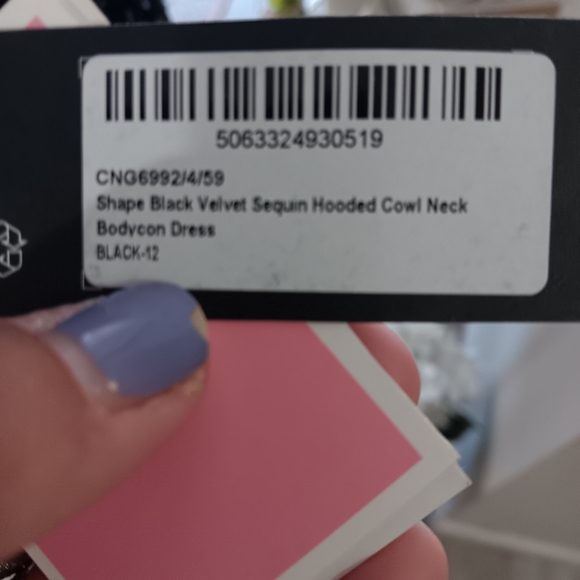 5063324930519
CNG6992/4/59
Shape Black Velvet Sequin Hooded Cowl Neck
Bodycon Dress
BLACK-12